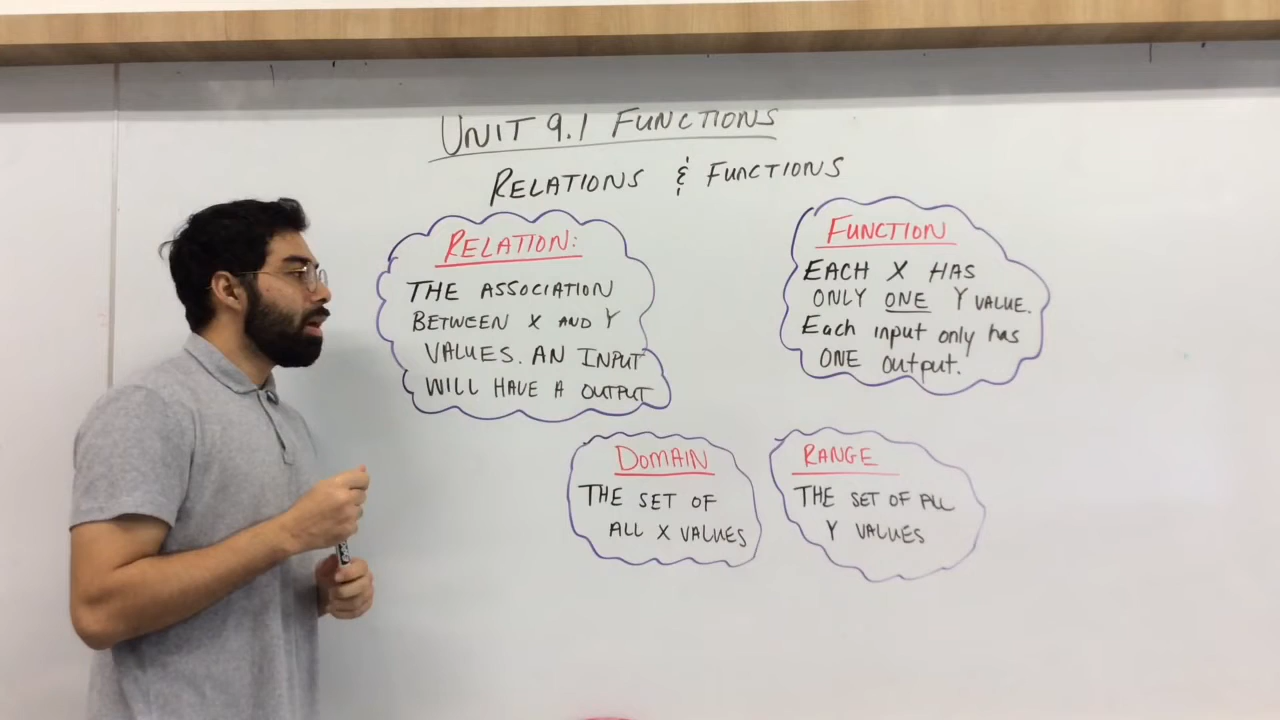 UNIT 9.1 FUNCTIONS
RELATIONS & FUNCTIONS
RELATION:
THE ASSOCIATION
BETWEEN X AND Y
VALUES. AN INPUT
WILL HAVE A OUTPUT
FUNCTION
EACH X HAS
ONLY ONE Y VALUE.
Each input only has
ONE output.
DOMAIN
THE SET OF
ALL X VALUES
RANGE
THE SET OF ALL
Y VALUES